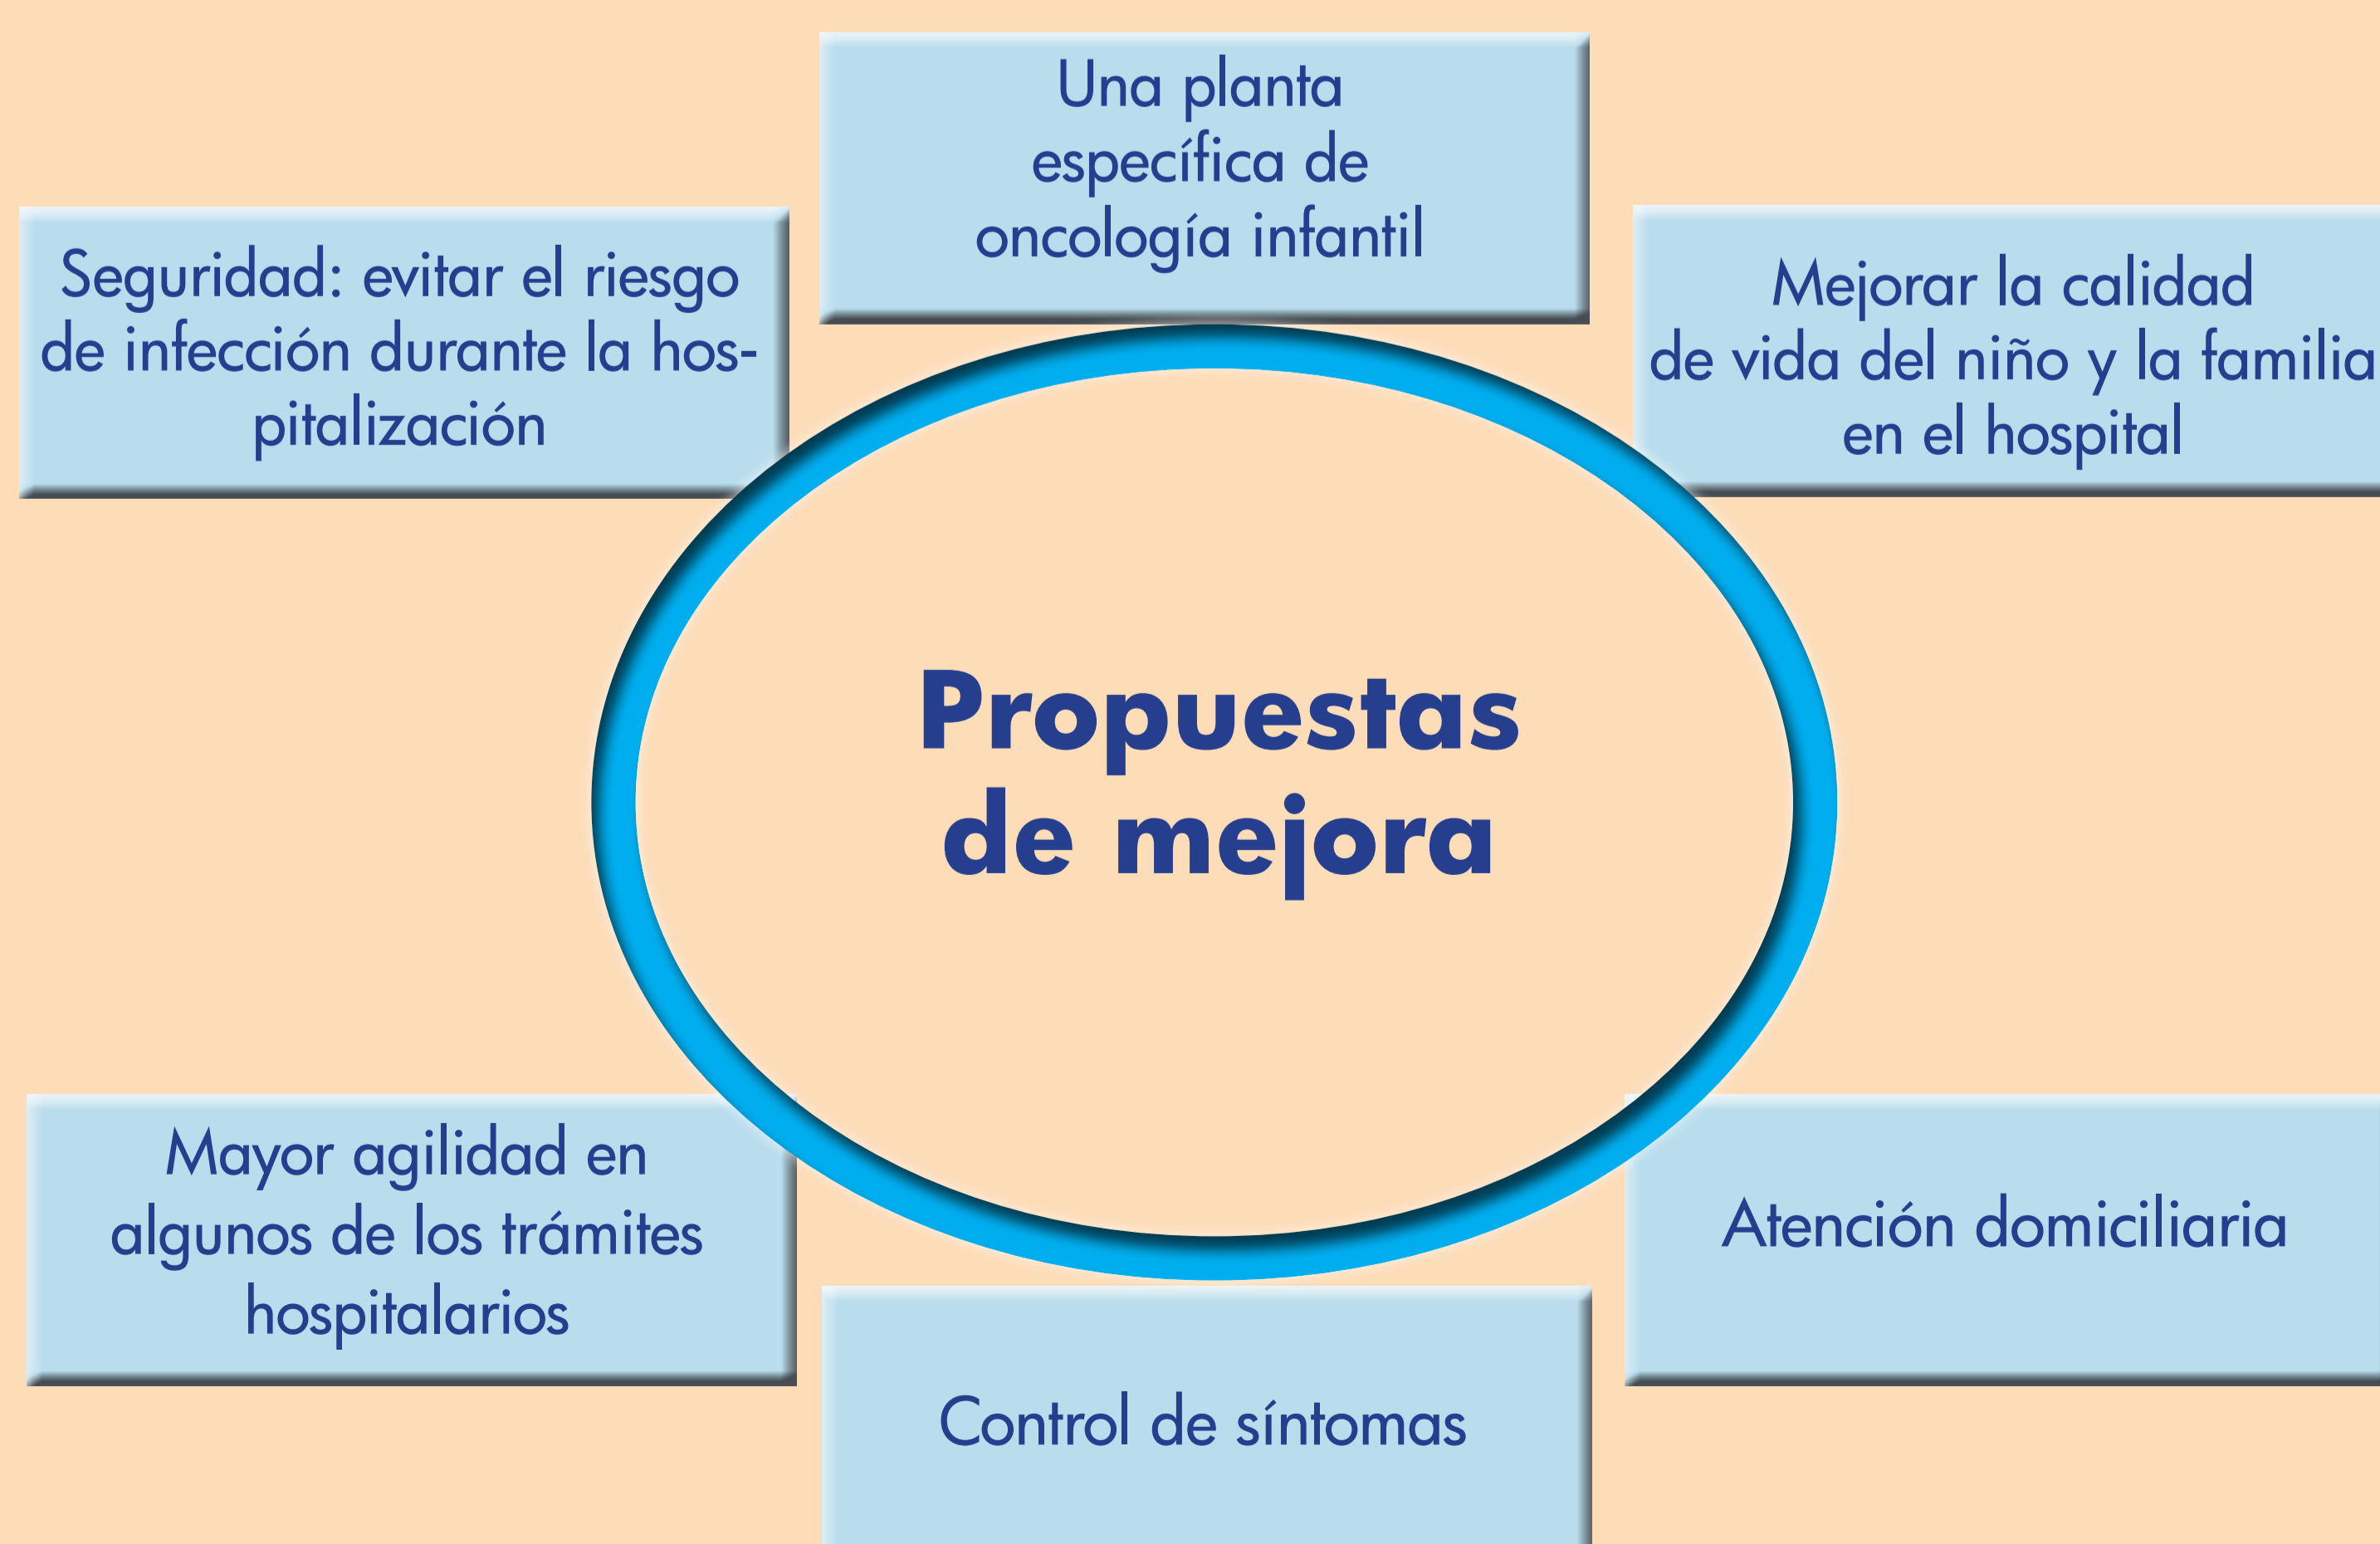 Una planta
específica de
oncología infantil
Seguridad: evitar el riesgo
de infección durante la hos-
pitalización
Mejorar la calidad
de vida del niño y la familia
en el hospital
Propuestas
de mejora
Mayor agilidad en
algunos de los trámites
hospitalarios
Atención domiciliaria
Control de síntomas